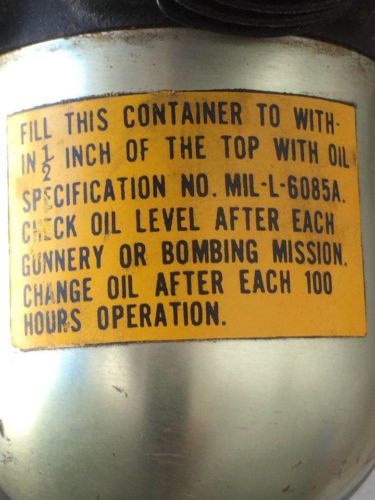 FILL THIS CONTAINER TO WITH-
IN 1/2 INCH OF THE TOP WITH OIL
SPECIFICATION NO. MIL-L-6085A.
CHECK OIL LEVEL AFTER EACH
GUNNERY OR BOMBING MISSION.
CHANGE OIL AFTER EACH 100
HOURS OPERATION.